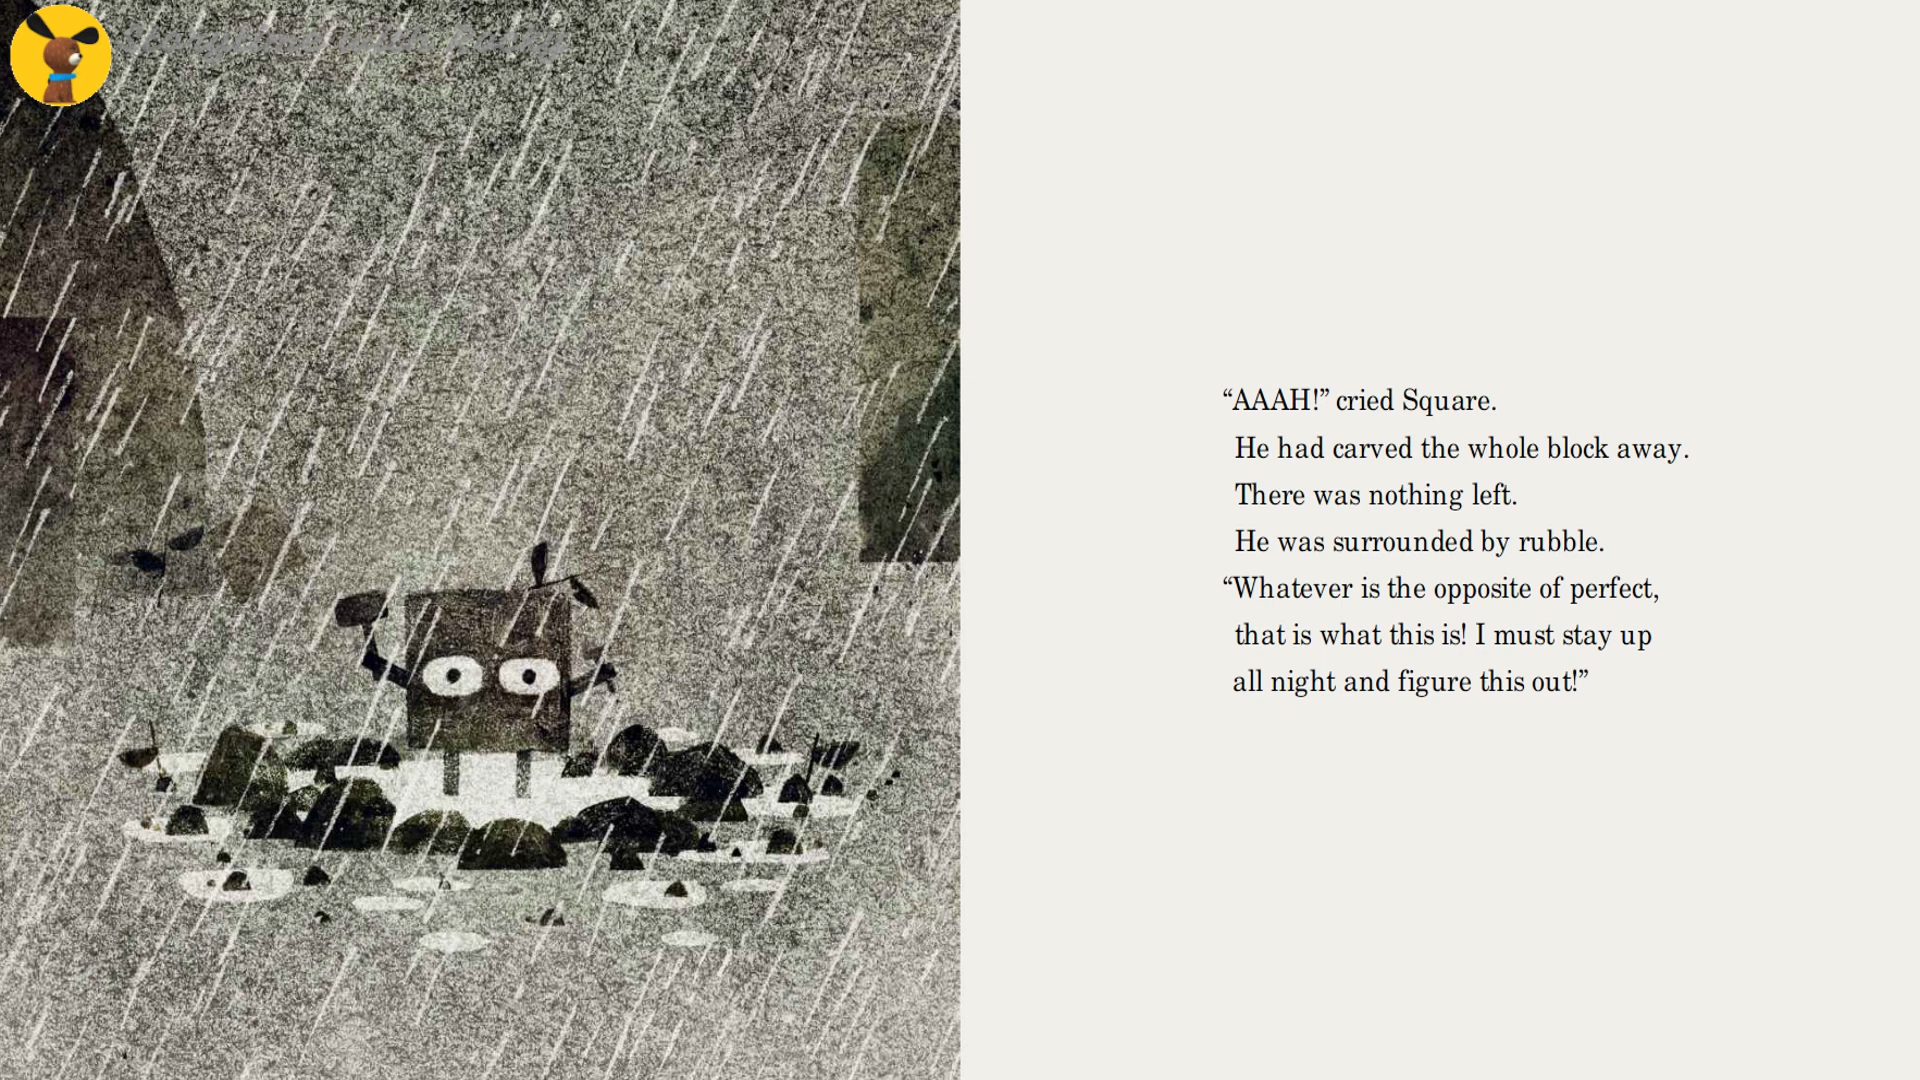 “AAAH!” cried Square.
He had carved the whole block away.
There was nothing left.
He was surrounded by rubble.
“Whatever is the opposite of perfect,
that is what this is! I must stay up
all night and figure this out!”